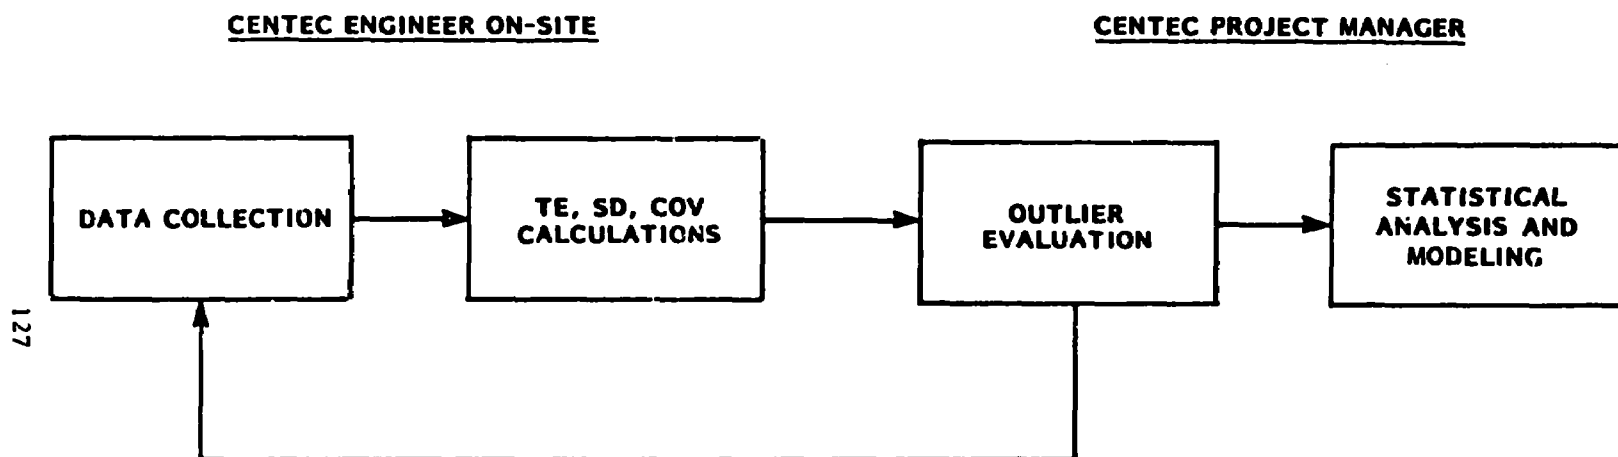 CENTEC ENGINEER ON-SITE
CENTEC PROJECT MANAGER
DATA COLLECTION
TE, SD, COV
CALCULATIONS
OUTLIER
EVALUATION
STATISTICAL
ANALYSIS AND
MODELING
127